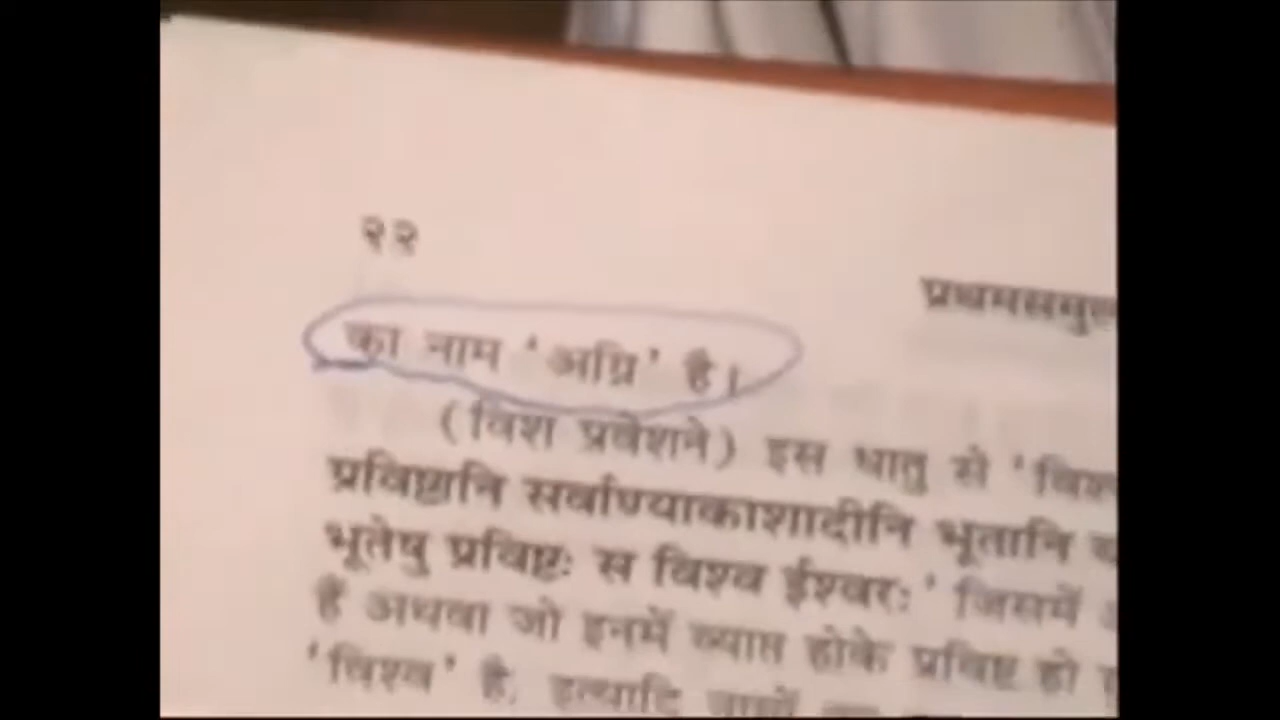 २२
प्रथमसमुल
का नाम ‘अग्नि’ है।
(विश प्रवेशने) इस धातु से ‘विश्
प्रविष्टानि सर्वाण्याकाशादीनि भूतानि
भूतेषु प्रविष्टः स विश्व ईश्वरः’ जिसमें
हैं अथवा जो इनमें व्याप्त होके प्रविष्ट हो
‘विश्व’ है, इत्यादि नामों